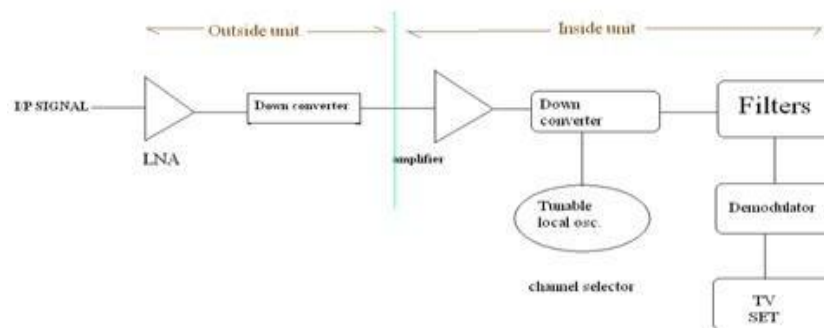 Outside unit
Inside unit
I/P SIGNAL
LNA
Down converter
amplifier
Down
converter
Filters
Tunable
local osc.
channel selector
Demodulator
TV
SET